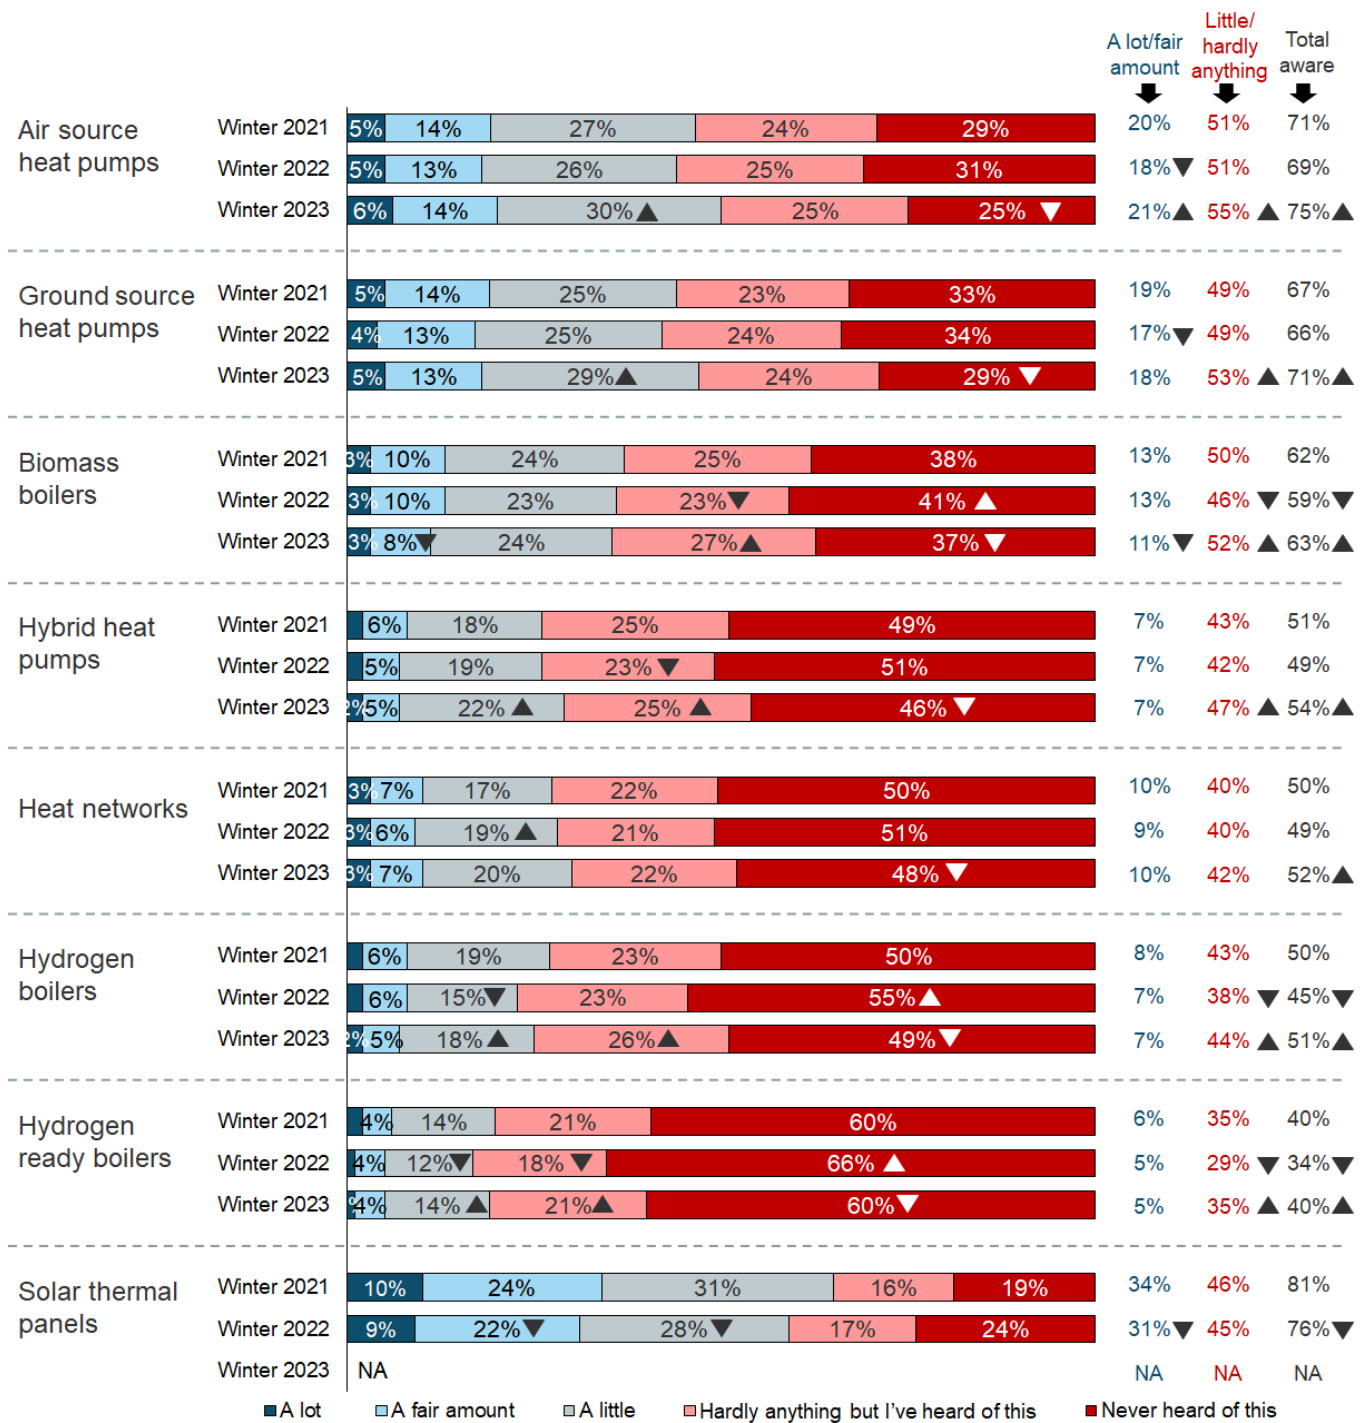 A lot/fair amount
Little/ hardly anything
Total aware
Air source heat pumps
Winter 2021 5% 14% 27% 24% 29% 20% 51% 71%
Winter 2022 5% 13% 26% 25% 31% 18% 51% 69%
Winter 2023 6% 14% 30% 25% 25% 21% 55% 75%
Ground source heat pumps
Winter 2021 5% 14% 25% 23% 33% 19% 49% 67%
Winter 2022 4% 13% 25% 24% 34% 17% 49% 66%
Winter 2023 5% 13% 29% 24% 29% 18% 53% 71%
Biomass boilers
Winter 2021 3% 10% 24% 25% 38% 13% 50% 62%
Winter 2022 3% 10% 23% 23% 41% 13% 46% 59%
Winter 2023 3% 8% 24% 27% 37% 11% 52% 63%
Hybrid heat pumps
Winter 2021 6% 18% 25% 49% 7% 43% 51%
Winter 2022 5% 19% 23% 51% 7% 42% 49%
Winter 2023 2% 5% 22% 25% 46% 7% 47% 54%
Heat networks
Winter 2021 3% 7% 17% 22% 50% 10% 40% 50%
Winter 2022 3% 6% 19% 21% 51% 9% 40% 49%
Winter 2023 3% 7% 20% 22% 48% 10% 42% 52%
Hydrogen boilers
Winter 2021 6% 19% 23% 50% 8% 43% 50%
Winter 2022 6% 15% 23% 55% 7% 38% 45%
Winter 2023 2% 5% 18% 26% 49% 7% 44% 51%
Hydrogen ready boilers
Winter 2021 4% 14% 21% 60% 6% 35% 40%
Winter 2022 4% 12% 18% 66% 5% 29% 34%
Winter 2023 4% 14% 21% 60% 5% 35% 40%
Solar thermal panels
Winter 2021 10% 24% 31% 16% 19% 34% 46% 81%
Winter 2022 9% 22% 28% 17% 24% 31% 45% 76%
Winter 2023 NA NA NA NA
A lot A fair amount A little Hardly anything but I've heard of this Never heard of this